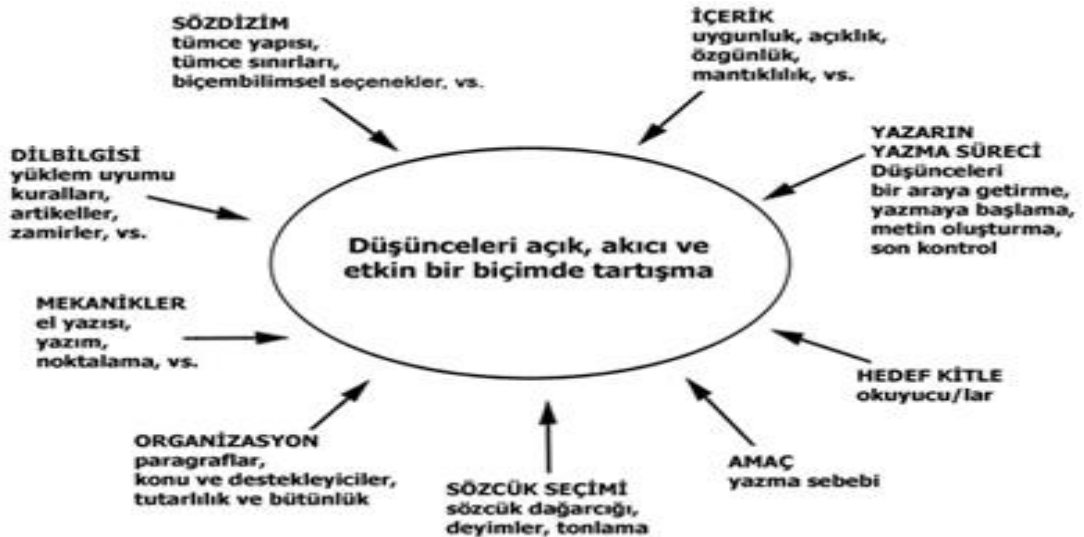 SÖZDİZİM
tümce yapısı,
tümce sınırları,
biçembilimsel seçenekler, vs.
İÇERİK
uygunluk, açıklık,
özgünlük,
mantıklılık, vs.
YAZARIN
YAZMA SÜRECİ
Düşünceleri
bir araya getirme,
yazmaya başlama,
metin oluşturma,
son kontrol
DİLBİLGİSİ
yüklem uyumu
kuralları,
artikeller,
zamirler, vs.
Düşünceleri açık, akıcı ve
etkin bir biçimde tartışma
MEKANİKLER
el yazısı,
yazım,
noktalama, vs.
HEDEF KİTLE
okuyucu/lar
ORGANİZASYON
paragraflar,
konu ve destekleyiciler,
tutarlılık ve bütünlük
SÖZCÜK SEÇİMİ
sözcük dağarcığı,
deyimler, tonlama
AMAÇ
yazma sebebi